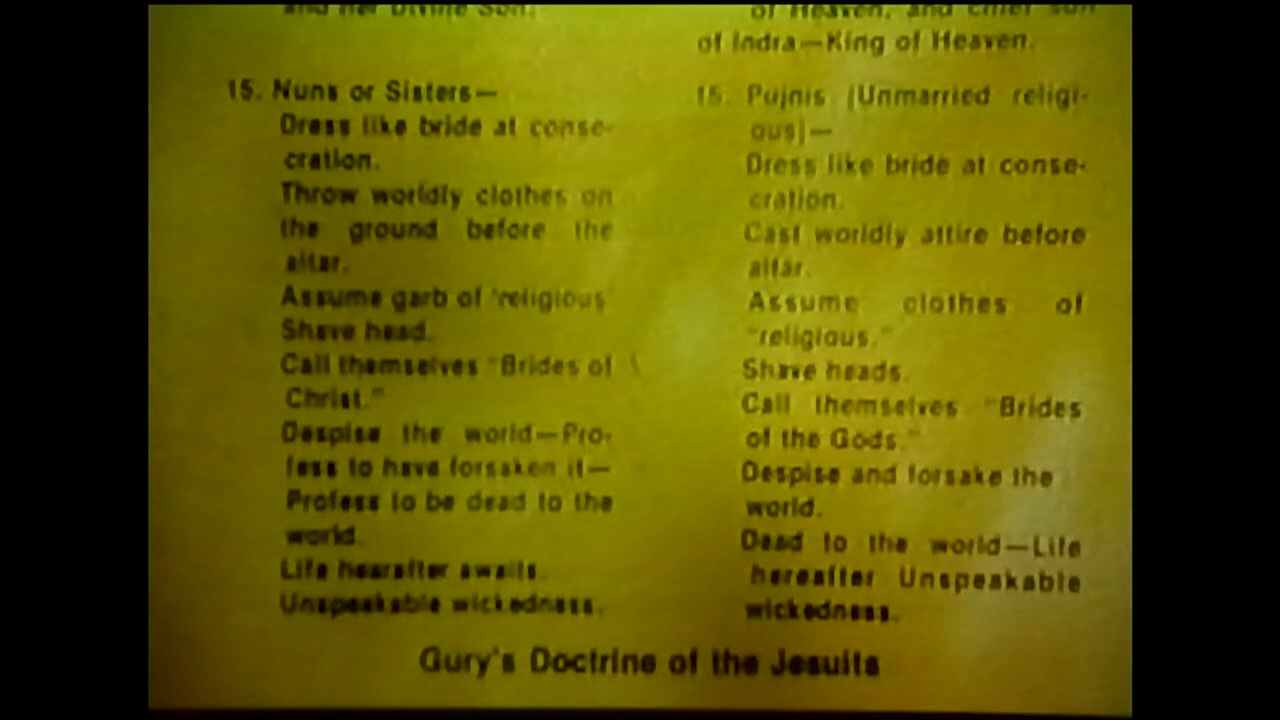 and her Divine Son.
15. Nuns or Sisters—
Dress like bride at conse-
cration.
Throw worldly clothes on
the ground before the
altar.
Assume garb of 'religious'
Shave head.
Call themselves "Brides of
Christ."
Despise the world—Pro-
fess to have forsaken it—
Profess to be dead to the
world.
Life hearafter awaits.
Unspeakable wickedness.
of Heaven, and chief son
of Indra—King of Heaven.
15. Pujnis [Unmarried religi-
ous]—
Dress like bride at conse-
cration.
Cast worldly attire before
altar.
Assume clothes of
"religious."
Shave heads.
Call themselves "Brides
of the Gods."
Despise and forsake the
world.
Dead to the world—Life
hereafter Unspeakable
wickedness.
Gury's Doctrine of the Jesuits